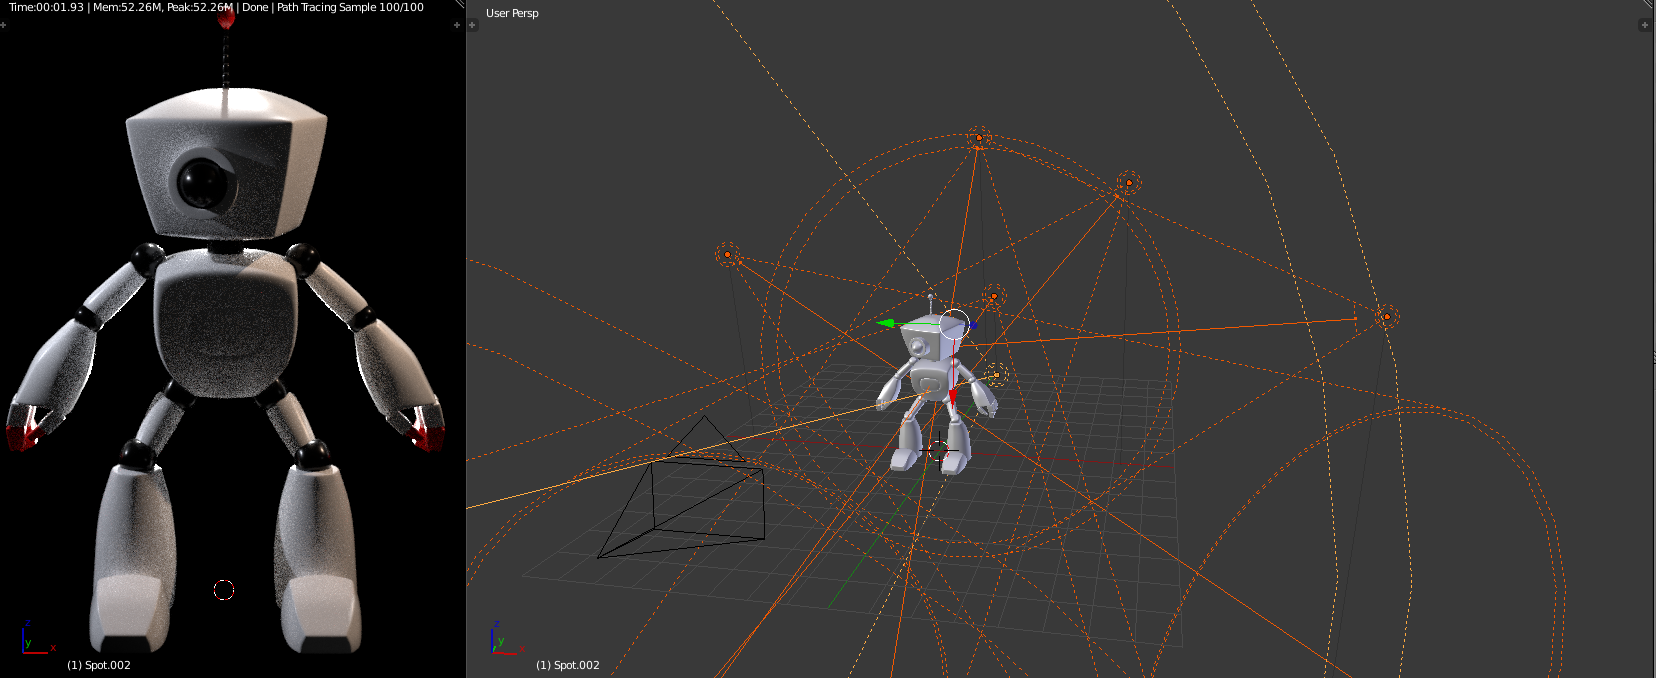 Time:00:01.93 | Mem:52.26M, Peak:52.26M | Done | Path Tracing Sample 100/100
User Persp
z
y
x
(1) Spot.002
z
y
x
(1) Spot.002